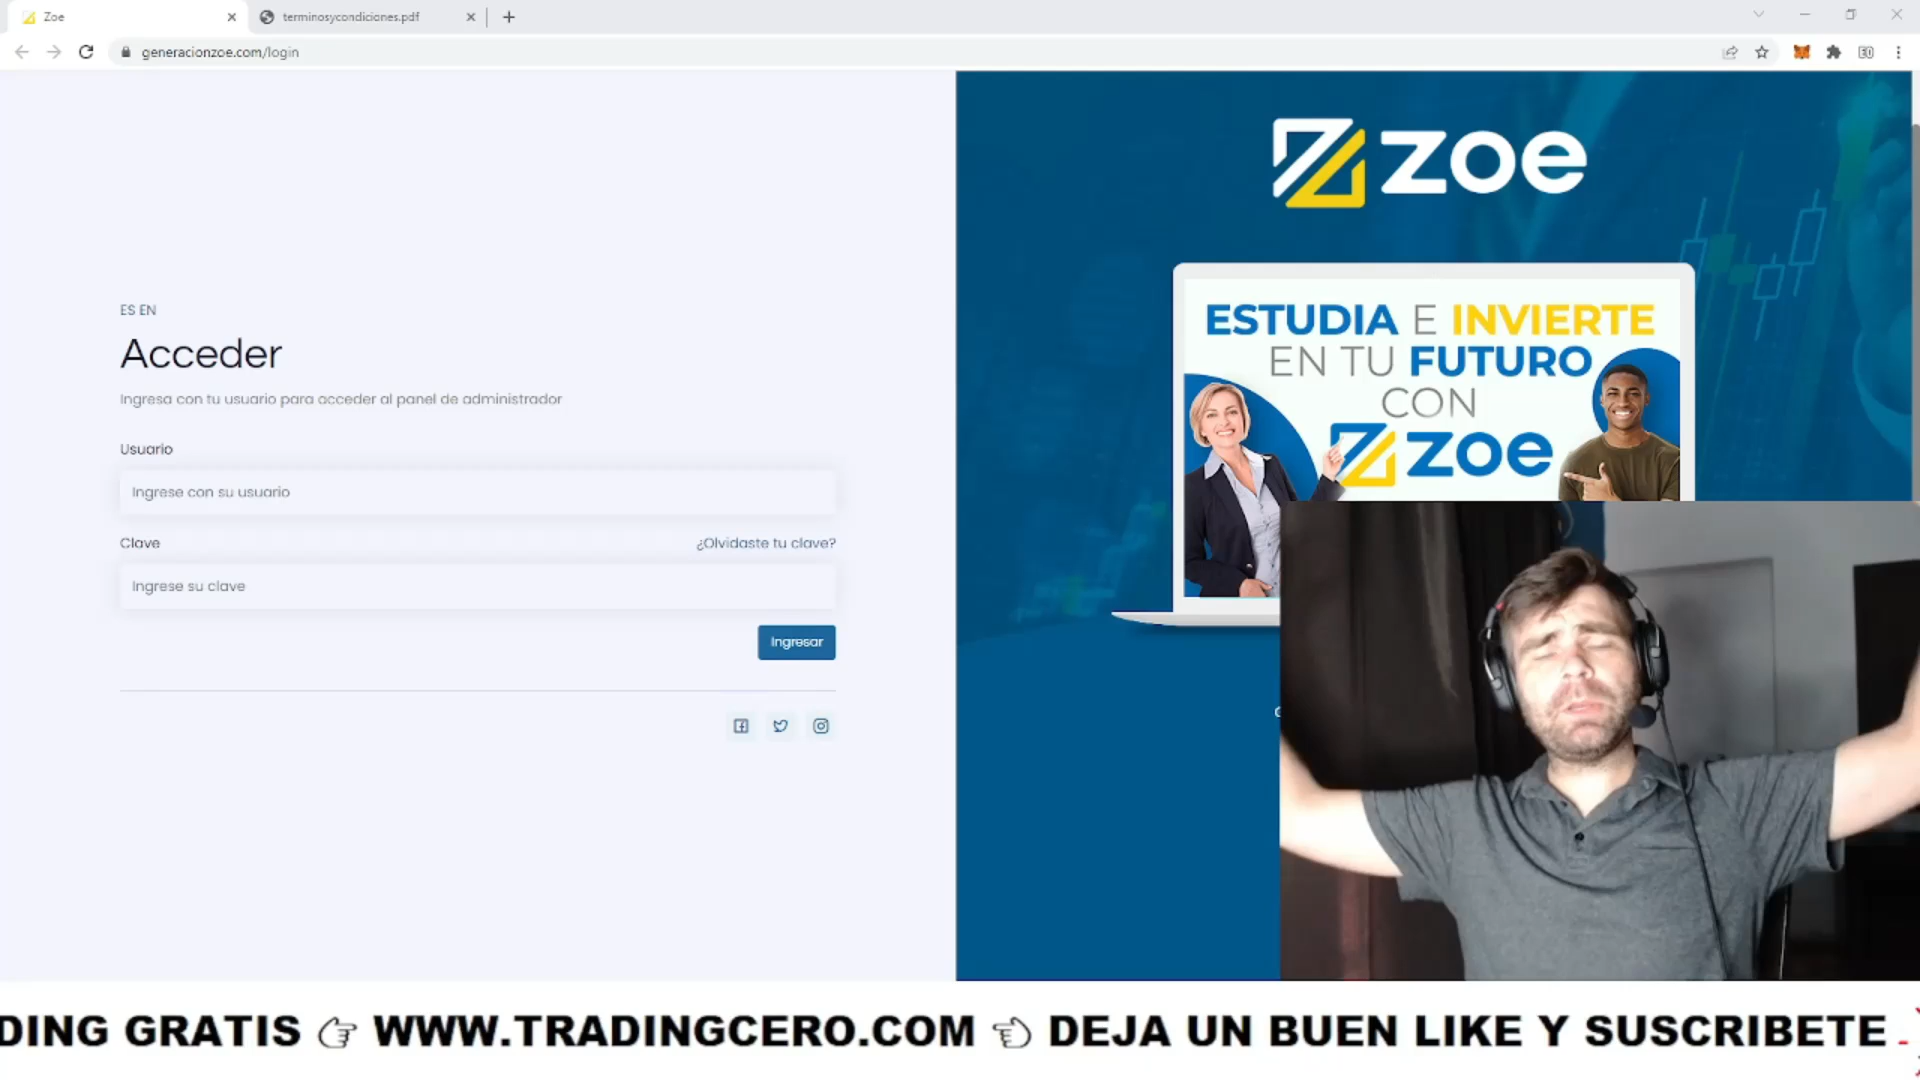 Zoe
terminosycondiciones.pdf
generacionzoe.com/login
ES EN
Acceder
Ingresa con tu usuario para acceder al panel de administrador
Usuario
Ingrese con su usuario
Clave
¿Olvidaste tu clave?
Ingrese su clave
Ingresar
zoe
ESTUDIA E INVIERTE
EN TU FUTURO
CON
zoe
DING GRATIS WWW.TRADINGCERO.COM DEJA UN BUEN LIKE Y SUSCRIBETE